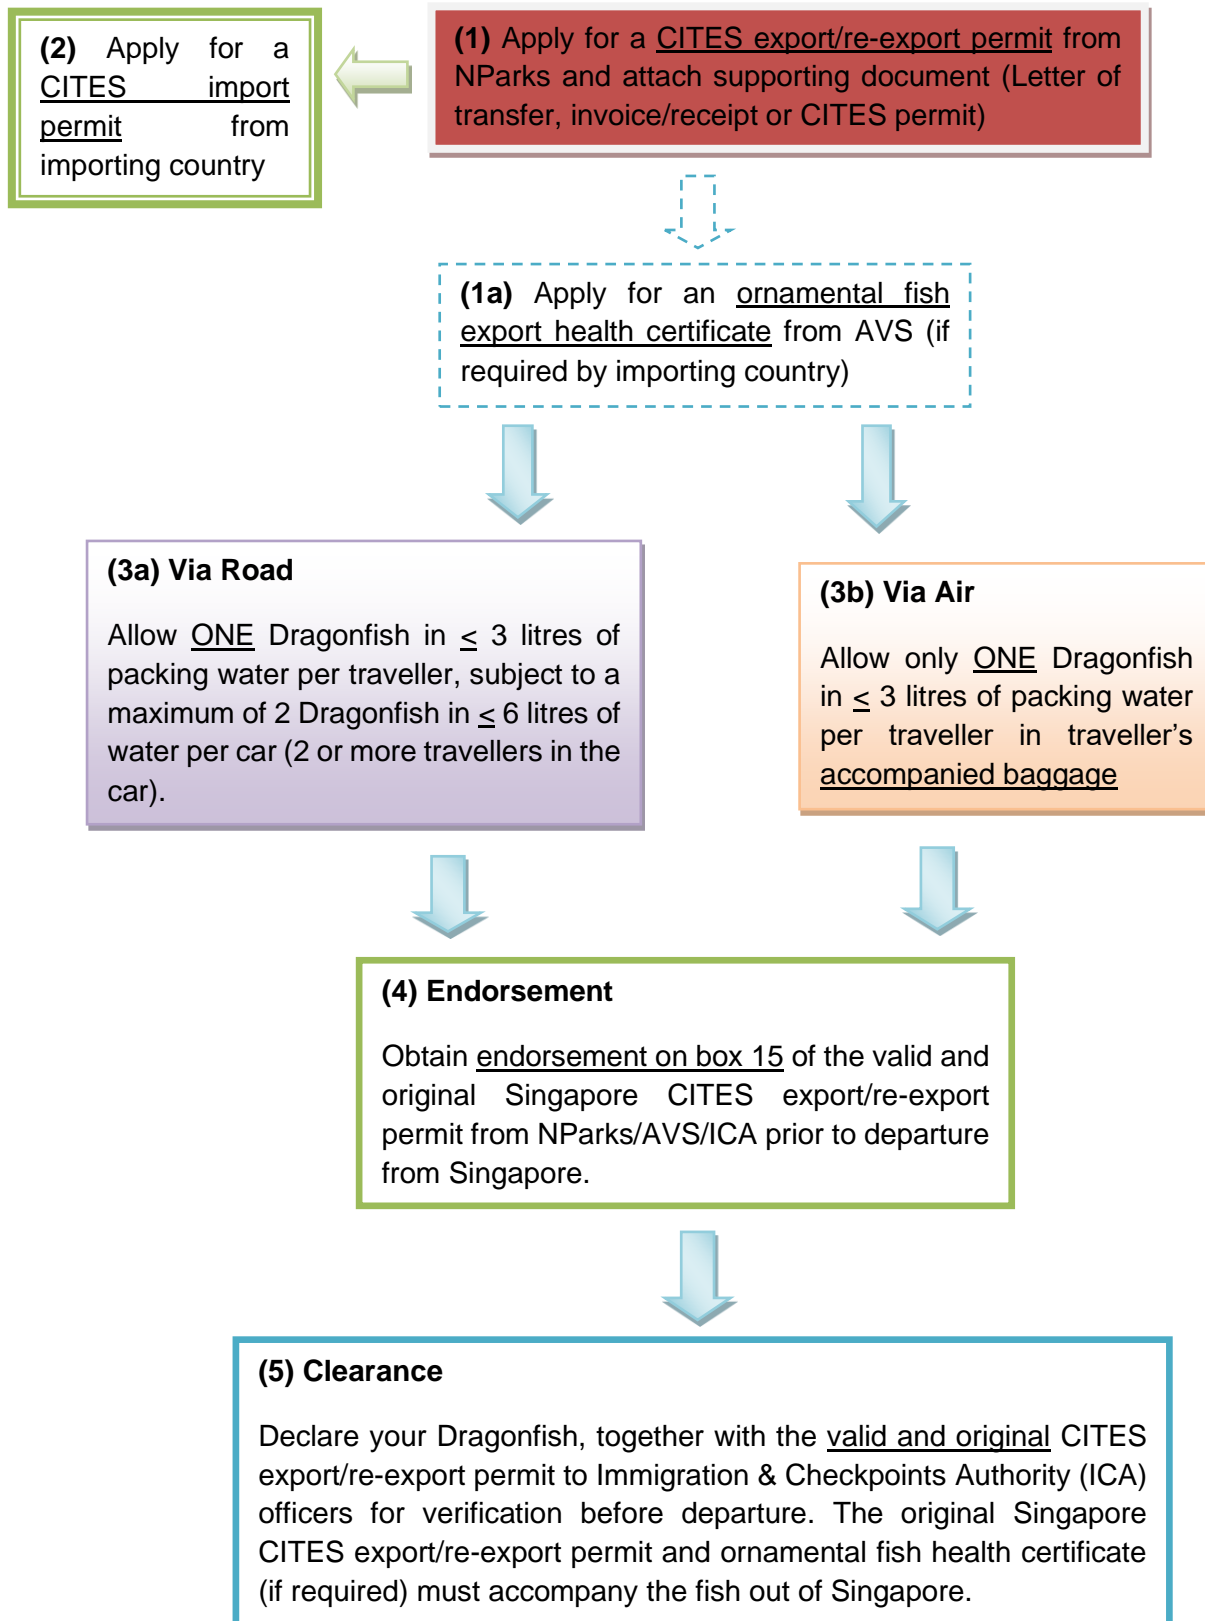 (2) Apply for a
CITES import
permit from
importing country
(1) Apply for a CITES export/re-export permit from
NParks and attach supporting document (Letter of
transfer, invoice/receipt or CITES permit)
(1a) Apply for an ornamental fish
export health certificate from AVS (if
required by importing country)
(3a) Via Road
Allow ONE Dragonfish in ≤ 3 litres of
packing water per traveller, subject to a
maximum of 2 Dragonfish in ≤ 6 litres of
water per car (2 or more travellers in the
car).
(3b) Via Air
Allow only ONE Dragonfish
in ≤ 3 litres of packing water
per traveller in traveller’s
accompanied baggage
(4) Endorsement
Obtain endorsement on box 15 of the valid and
original Singapore CITES export/re-export
permit from NParks/AVS/ICA prior to departure
from Singapore.
(5) Clearance
Declare your Dragonfish, together with the valid and original CITES
export/re-export permit to Immigration & Checkpoints Authority (ICA)
officers for verification before departure. The original Singapore
CITES export/re-export permit and ornamental fish health certificate
(if required) must accompany the fish out of Singapore.